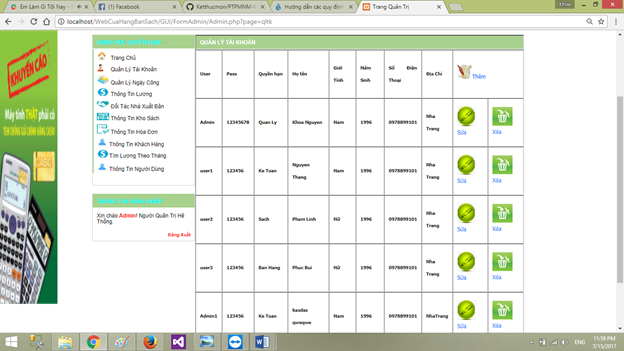 Em Làm Gì Tối Nay -
(1) Facebook
Ketthucmon/PTPMNM-
Hướng dẫn các quy định
Trang Quản Trị
localhost/WebCuaHangBanSach/GUI/FormAdmin/Admin.php?page=qltk
KHUYẾN CÁO
Máy tính THẬT phải có
TEM CHỐNG GIẢ CHÍNH HÃNG CASIO
Trang Chủ
Quản Lý Tài Khoản
Quản Lý Ngày Công
Thông Tin Lương
Đối Tác Nhà Xuất Bản
Thông Tin Kho Sách
Thông Tin Hóa Đơn
Thông Tin Khách Hàng
Tìm Lương Theo Tháng
Thông Tin Người Dùng
Xin chào Admin! Người Quản Trị Hệ
Thống
Đăng Xuất
QUẢN LÝ TÀI KHOẢN
User Pass Quyền hạn Họ tên Giới Tính Năm Sinh Số Điện Thoại Địa Chỉ Thêm
Admin 12345678 Quan Ly Khoa Nguyen Nam 1996 0978899101 Nha Trang Sửa Xóa
user1 123456 Ke Toan Nguyen Thang Nam 1996 0978899101 Nha Trang Sửa Xóa
user2 123456 Sach Pham Linh Nữ 1996 0978899101 Nha Trang Sửa Xóa
user3 123456 Ban Hang Phuc Bui Nữ 1996 0978899101 Nha Trang Sửa Xóa
Admin1 123456 Ke Toan kasdas qweqwe Nam 1996 0978899101 NhaTrang Sửa Xóa
ENG
11:59 PM
7/15/2017